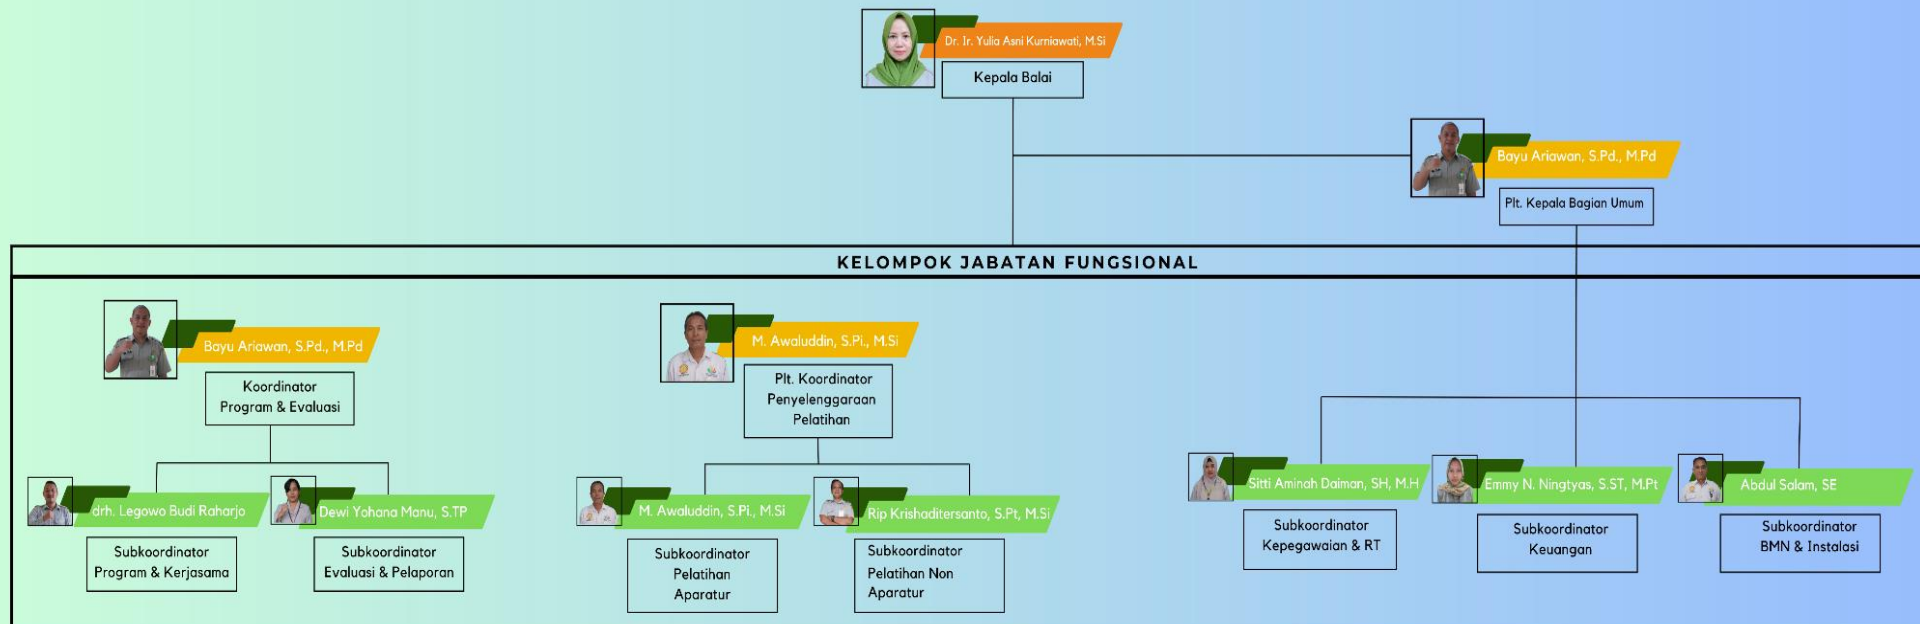 Dr. Ir. Yulia Asni Kurniawati, M.Si
Kepala Balai
Bayu Ariawan, S.Pd., M.Pd
Plt. Kepala Bagian Umum
KELOMPOK JABATAN FUNGSIONAL
Bayu Ariawan, S.Pd., M.Pd
Koordinator
Program & Evaluasi
M. Awaluddin, S.Pi., M.Si
Plt. Koordinator
Penyelenggaraan
Pelatihan
drh. Legowo Budi Raharjo
Subkoordinator
Program & Kerjasama
Dewi Yohana Manu, S.TP
Subkoordinator
Evaluasi & Pelaporan
M. Awaluddin, S.Pi., M.Si
Subkoordinator
Pelatihan
Aparatur
Rip Krishaditersanto, S.Pt, M.Si
Subkoordinator
Pelatihan Non
Aparatur
Sitti Aminah Daiman, SH, M.H
Subkoordinator
Kepegawaian & RT
Emmy N. Ningtyas, S.ST, M.Pt
Subkoordinator
Keuangan
Abdul Salam, SE
Subkoordinator
BMN & Instalasi